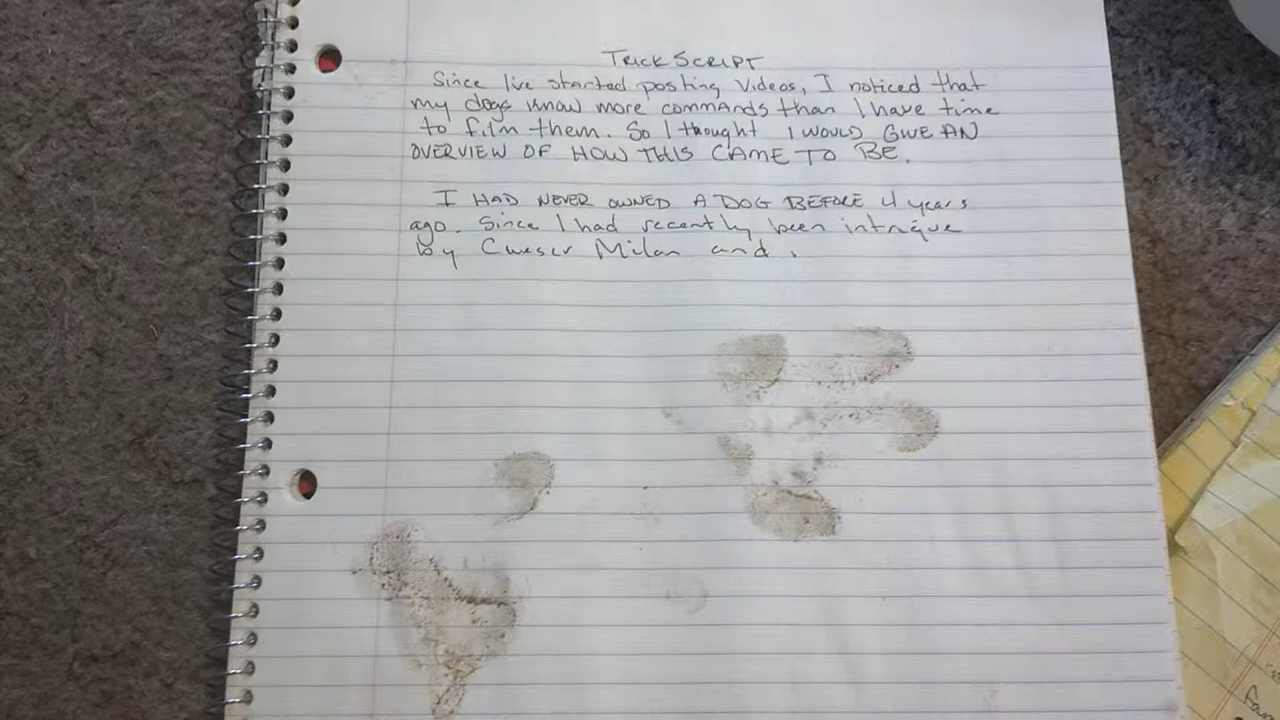 Trick Script
Since I've started posting videos, I noticed that
my dogs know more commands than I have time
to film them. So I thought I WOULD GIVE AN
OVERVIEW OF HOW THIS CAME TO BE.
I HAD NEVER OWNED A DOG BEFORE 4 years
ago. Since I had recently been intrigue
by Cweser Milan and .